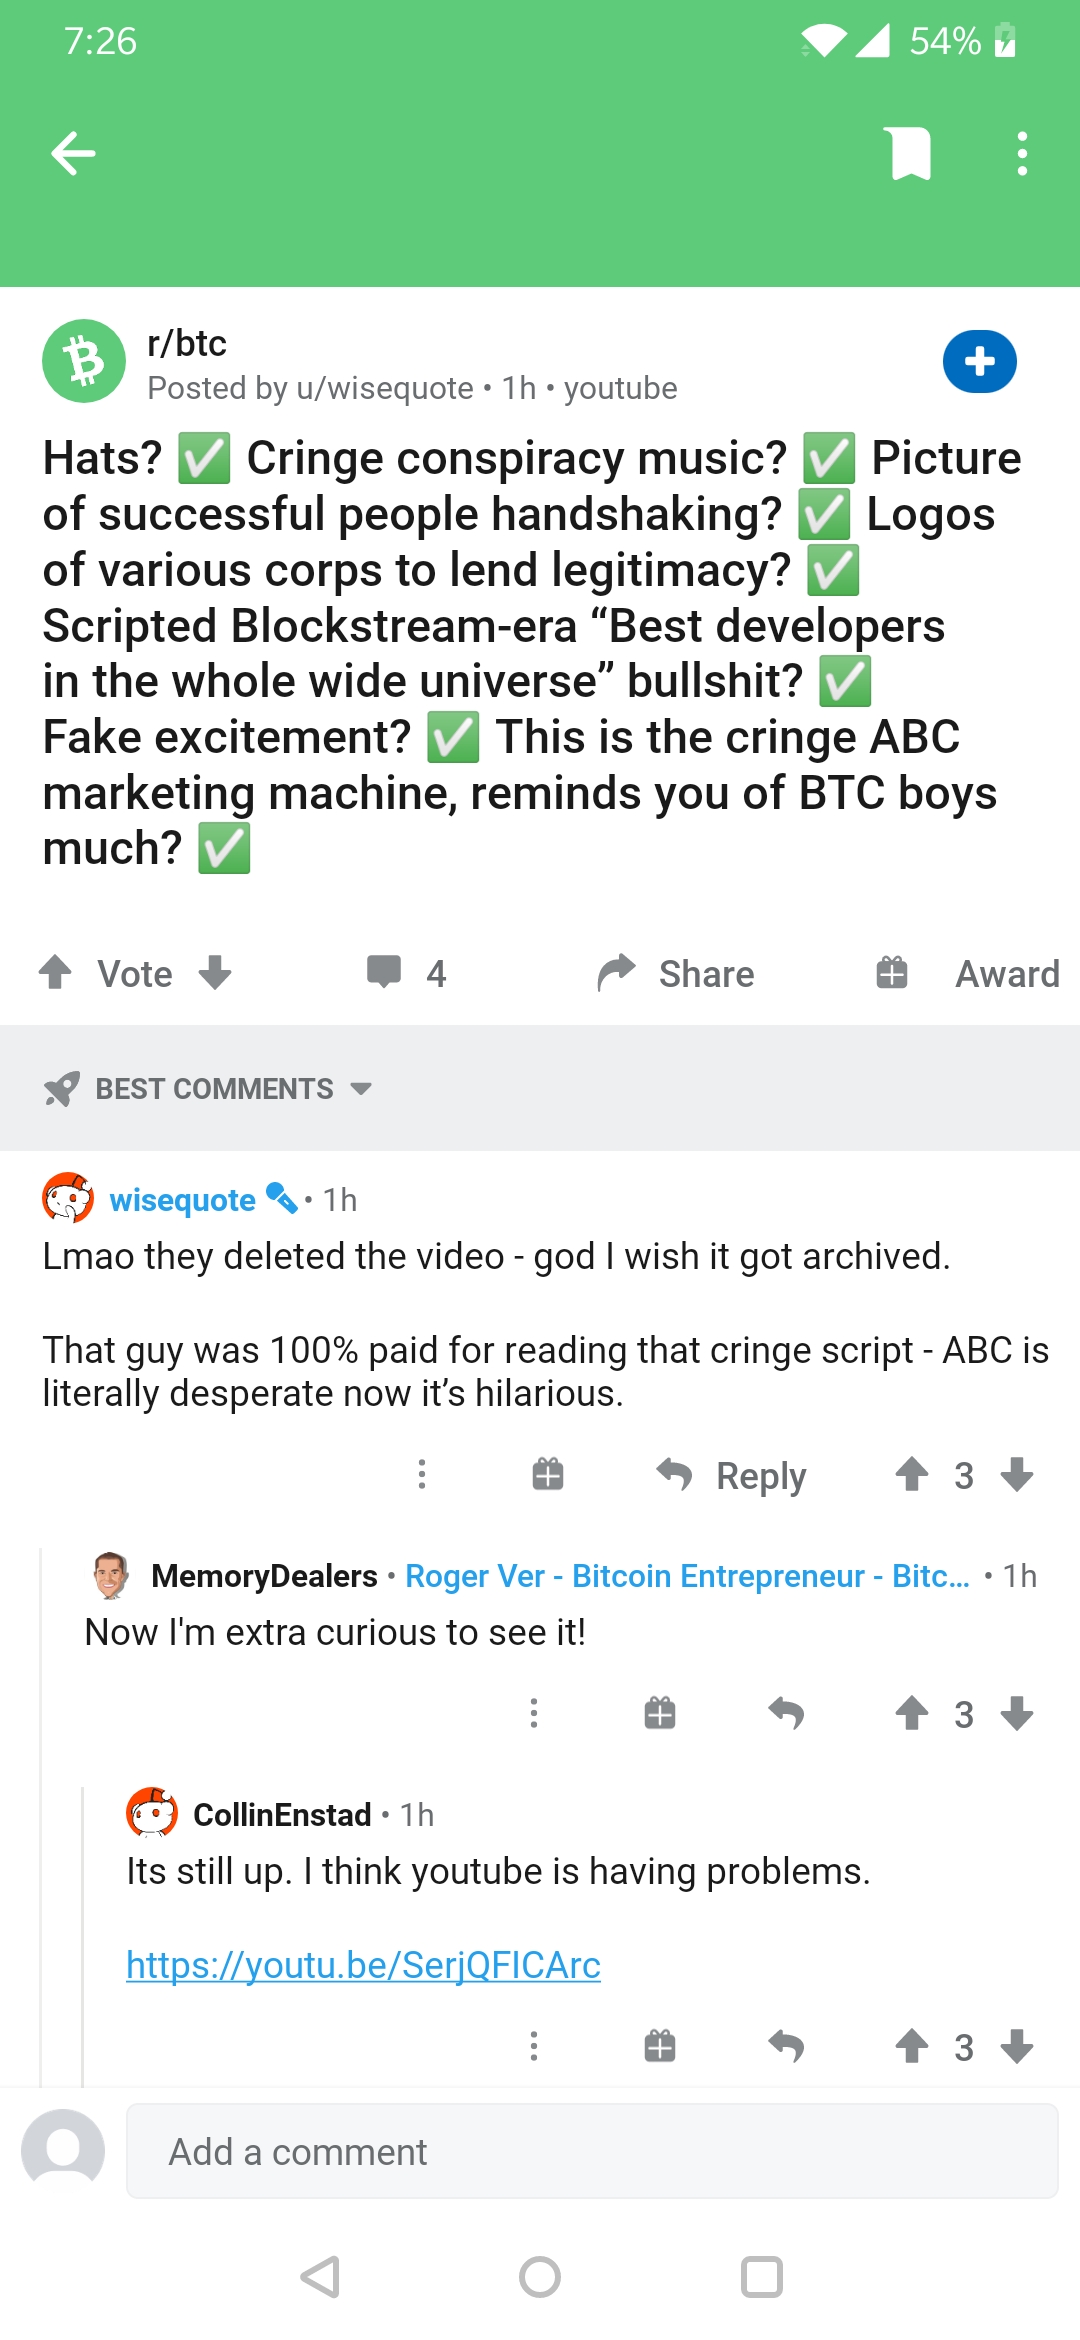 7:26
54%
r/btc
Posted by u/wisequote • 1h • youtube
Hats? ✅ Cringe conspiracy music? ✅ Picture
of successful people handshaking? ✅ Logos
of various corps to lend legitimacy? ✅
Scripted Blockstream-era “Best developers
in the whole wide universe” bullshit? ✅
Fake excitement? ✅ This is the cringe ABC
marketing machine, reminds you of BTC boys
much? ✅
Vote 4 Share Award
BEST COMMENTS
wisequote • 1h
Lmao they deleted the video - god I wish it got archived.
That guy was 100% paid for reading that cringe script - ABC is
literally desperate now it’s hilarious.
Reply 3
MemoryDealers • Roger Ver - Bitcoin Entrepreneur - Bitc... • 1h
Now I'm extra curious to see it!
3
CollinEnstad • 1h
Its still up. I think youtube is having problems.
https://youtu.be/SerjQFICArc
3
Add a comment